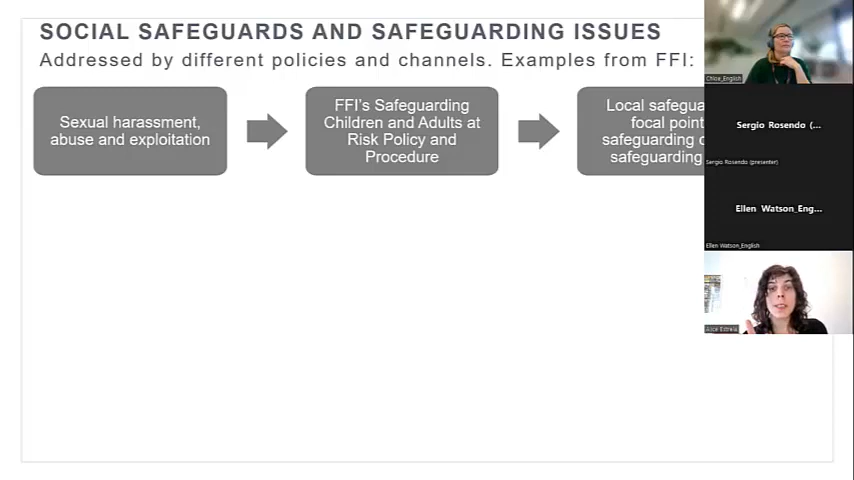 SOCIAL SAFEGUARDS AND SAFEGUARDING ISSUES
Addressed by different policies and channels. Examples from FFI:
Sexual harassment,
abuse and exploitation
FFI's Safeguarding
Children and Adults at
Risk Policy and
Procedure
Local
focal point
safeguarding
safeguarding
Chloe_English
Sergio Rosendo (...
Sergio Rosendo (presenter)
Ellen Watson_Eng...
Ellen Watson_English
Alice Estrela